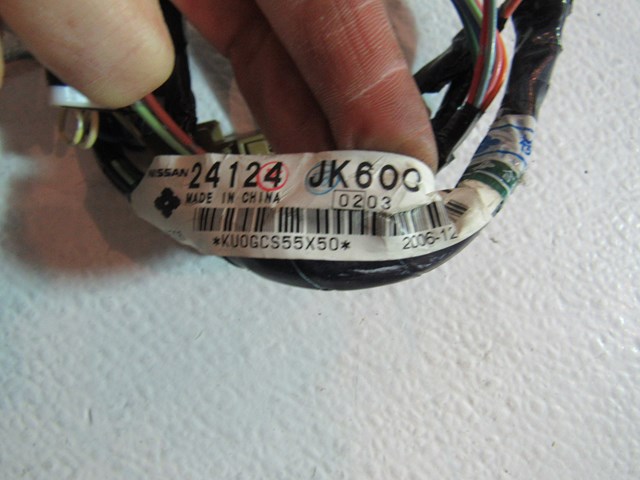 NISSAN 24124 JK600
MADE IN CHINA 0203
*KU0GCS55X50* 2006-12